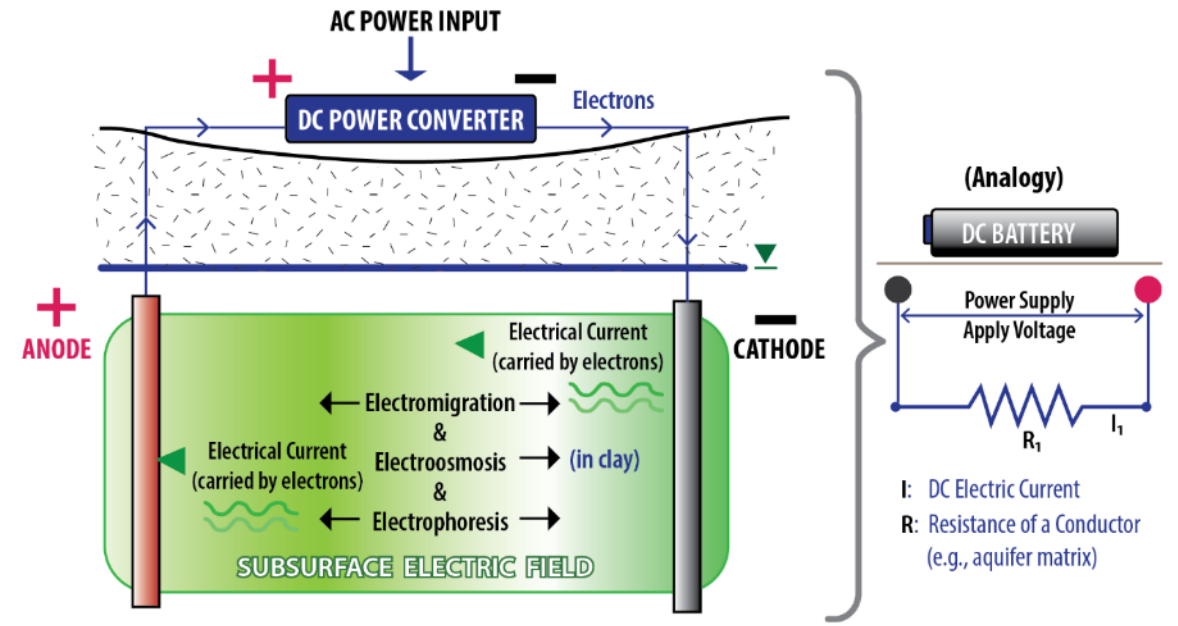 AC POWER INPUT
+
−
DC POWER CONVERTER
Electrons
+
ANODE
−
CATHODE
Electrical Current
(carried by electrons)
Electromigration
&
Electroosmosis
(in clay)
&
Electrophoresis
Electrical Current
(carried by electrons)
SUBSURFACE ELECTRIC FIELD
(Analogy)
DC BATTERY
Power Supply
Apply Voltage
R₁
I₁
I: DC Electric Current
R: Resistance of a Conductor
(e.g., aquifer matrix)